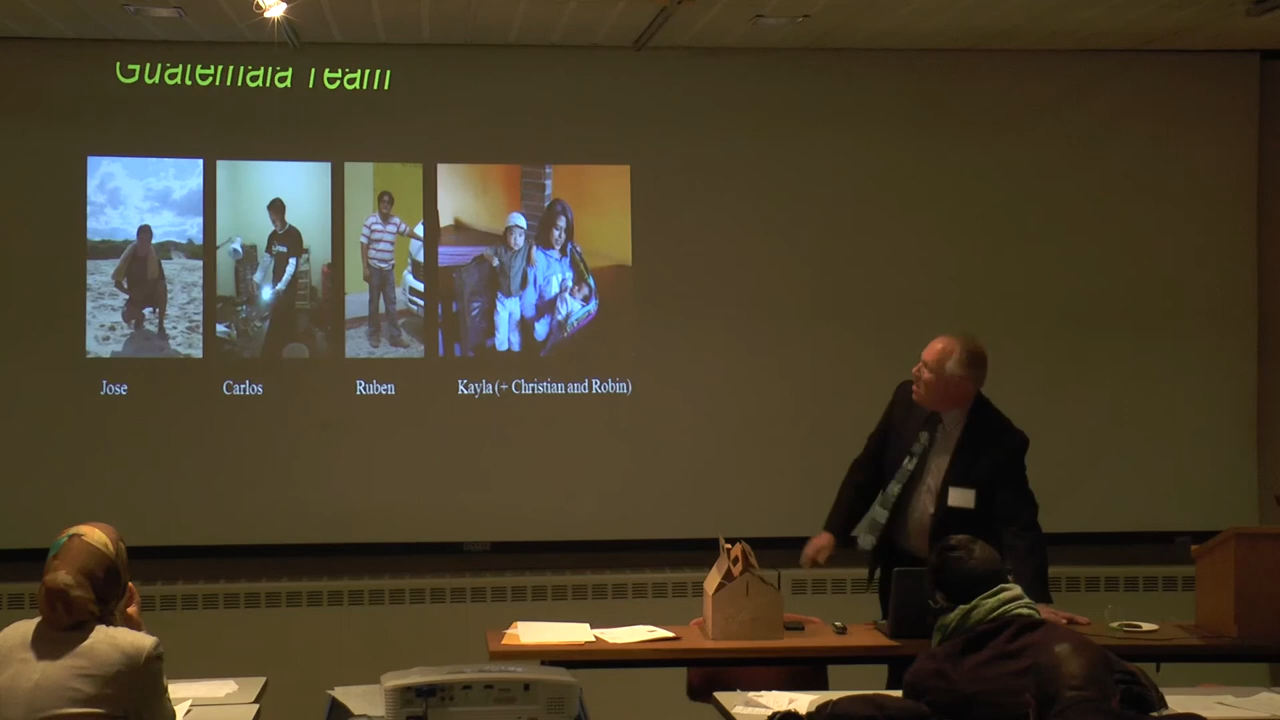 Guatemala Team
Jose
Carlos
Ruben
Kayla (+ Christian and Robin)